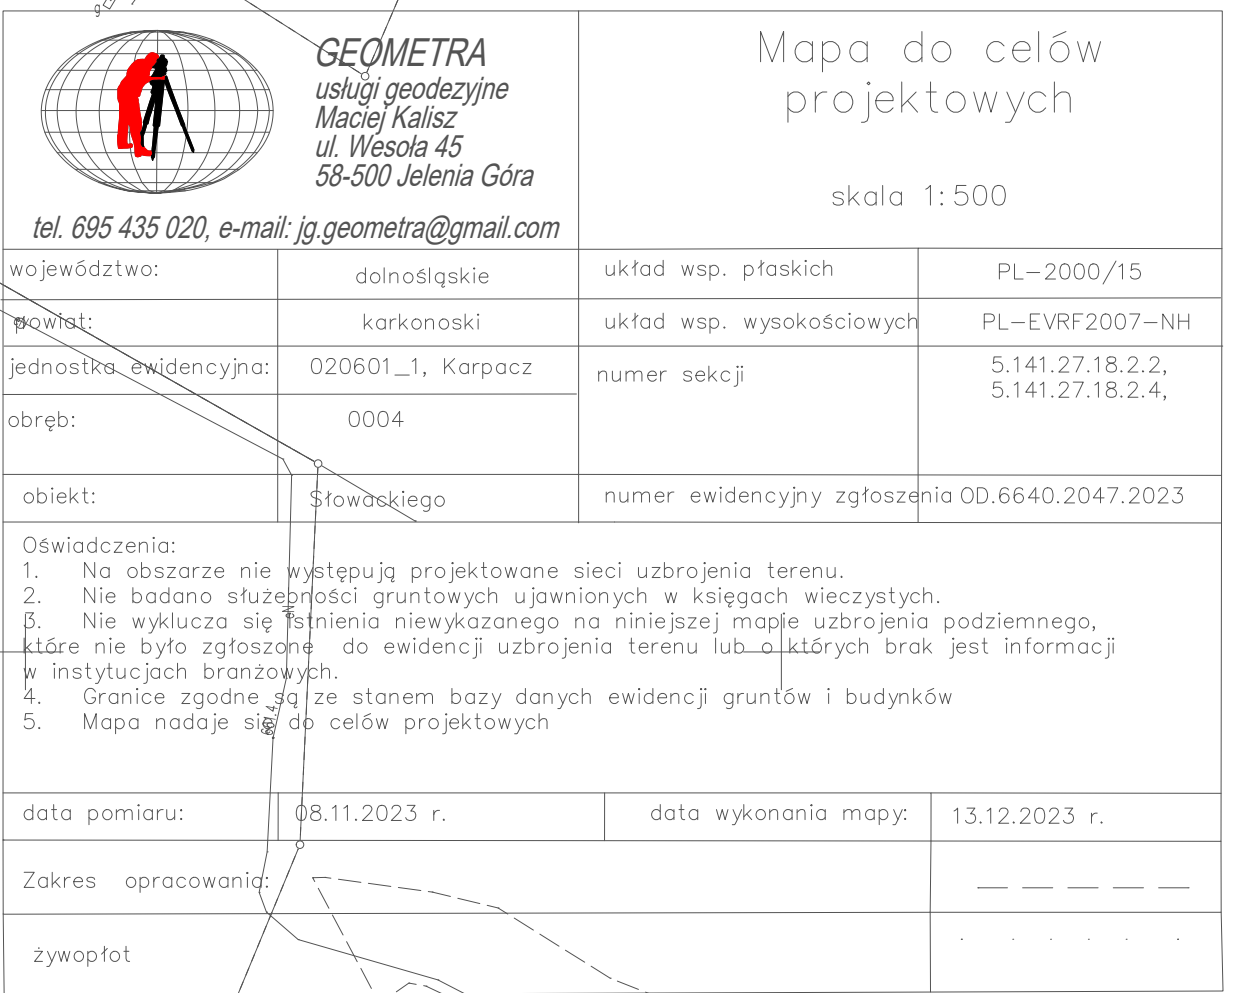 g
GEOMETRA
usługi geodezyjne
Maciej Kalisz
ul. Wesoła 45
58-500 Jelenia Góra
tel. 695 435 020, e-mail: jg.geometra@gmail.com
Mapa do celów
projektowych
skala 1:500
województwo: dolnośląskie układ wsp. płaskich PL-2000/15
powiat: karkonoski układ wsp. wysokościowych PL-EVRF2007-NH
jednostka ewidencyjna: 020601_1, Karpacz numer sekcji 5.141.27.18.2.2,
5.141.27.18.2.4,
obręb: 0004
obiekt: Słowackiego numer ewidencyjny zgłoszenia OD.6640.2047.2023
Oświadczenia:
1. Na obszarze nie występują projektowane sieci uzbrojenia terenu.
2. Nie badano służebności gruntowych ujawnionych w księgach wieczystych.
3. Nie wyklucza się istnienia niewykazanego na niniejszej mapie uzbrojenia podziemnego,
które nie było zgłoszone do ewidencji uzbrojenia terenu lub o których brak jest informacji
w instytucjach branżowych.
4. Granice zgodne są ze stanem bazy danych ewidencji gruntów i budynków
5. Mapa nadaje się do celów projektowych
data pomiaru: 08.11.2023 r. data wykonania mapy: 13.12.2023 r.
Zakres opracowania:
żywopłot